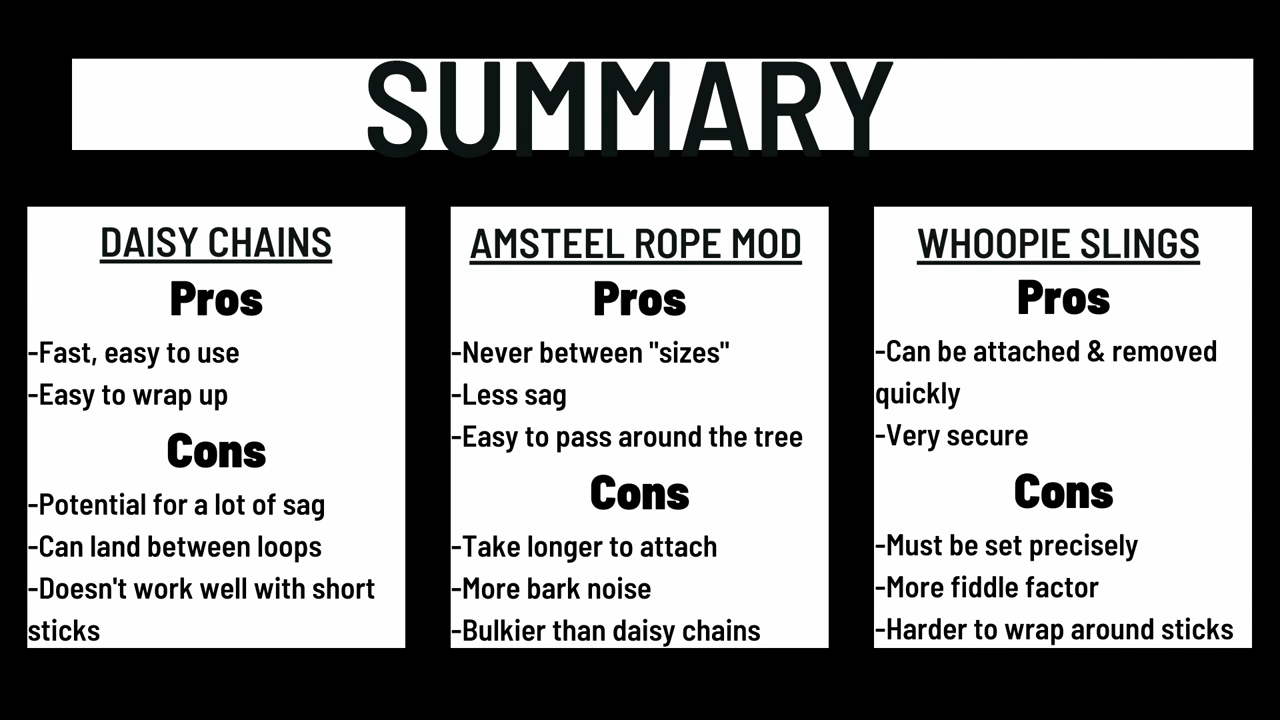 SUMMARY
DAISY CHAINS
Pros
-Fast, easy to use
-Easy to wrap up
Cons
-Potential for a lot of sag
-Can land between loops
-Doesn't work well with short
sticks
AMSTEEL ROPE MOD
Pros
-Never between "sizes"
-Less sag
-Easy to pass around the tree
Cons
-Take longer to attach
-More bark noise
-Bulkier than daisy chains
WHOOPIE SLINGS
Pros
-Can be attached & removed
quickly
-Very secure
Cons
-Must be set precisely
-More fiddle factor
-Harder to wrap around sticks